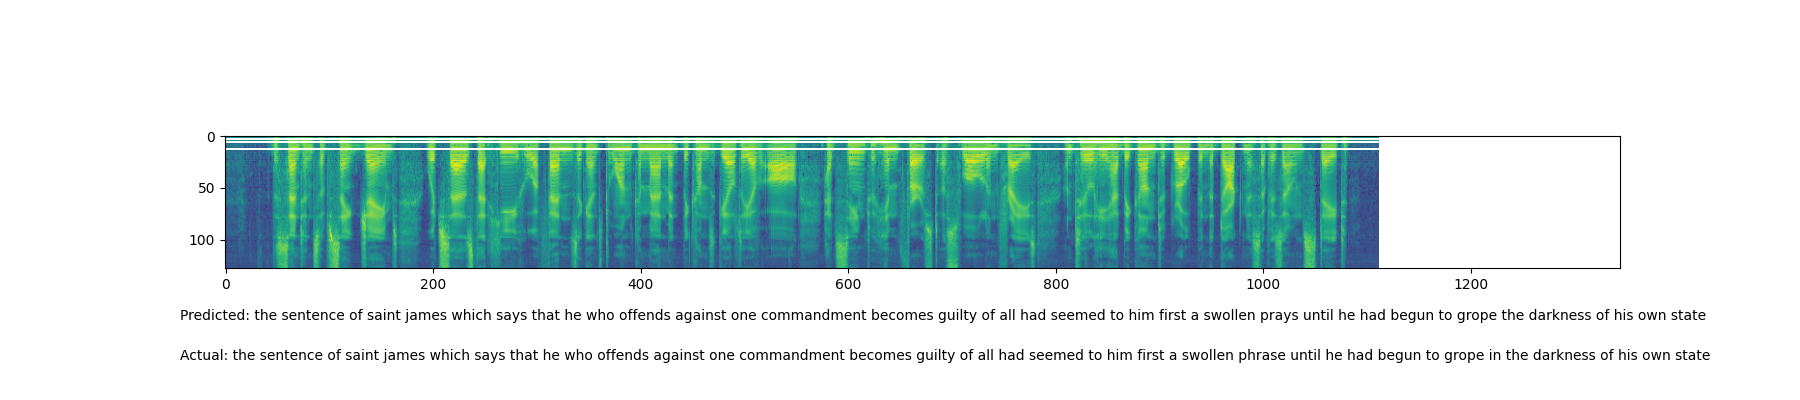 0
50
100
0 200 400 600 800 1000 1200
Predicted: the sentence of saint james which says that he who offends against one commandment becomes guilty of all had seemed to him first a swollen prays until he had begun to grope the darkness of his own state
Actual: the sentence of saint james which says that he who offends against one commandment becomes guilty of all had seemed to him first a swollen phrase until he had begun to grope in the darkness of his own state